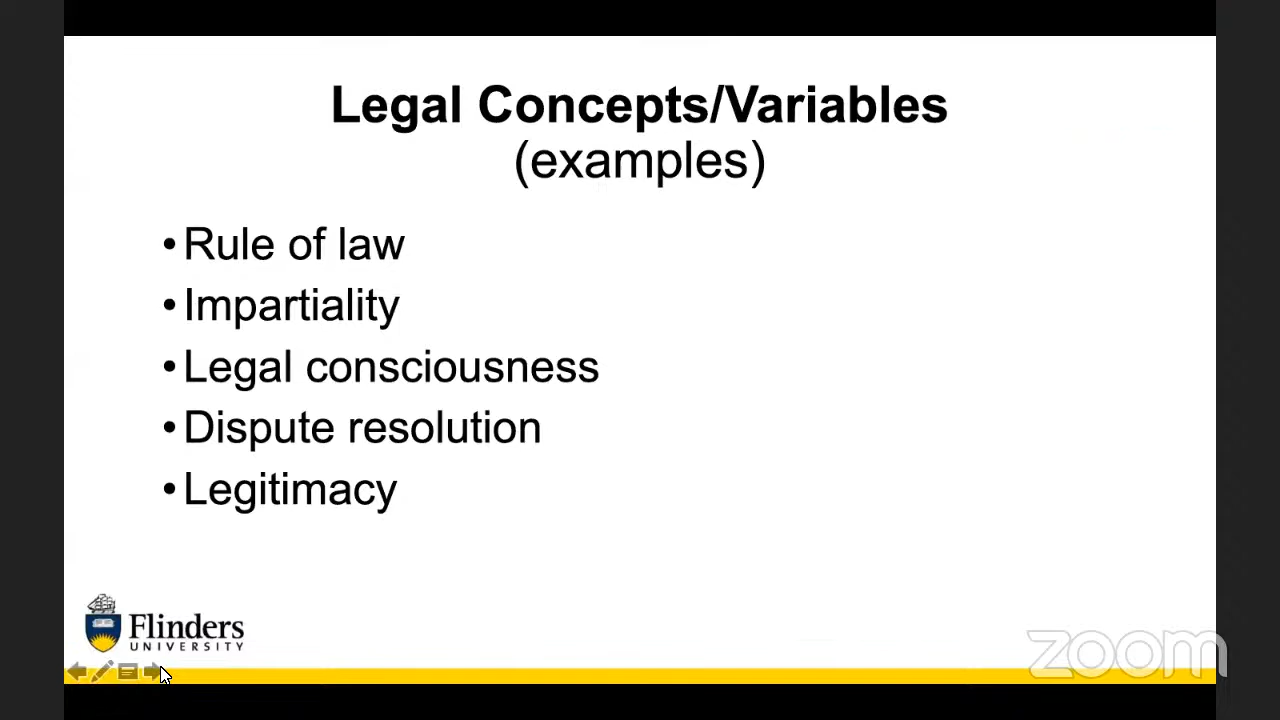 Legal Concepts/Variables
(examples)
• Rule of law
• Impartiality
• Legal consciousness
• Dispute resolution
• Legitimacy
Flinders
UNIVERSITY
zoom